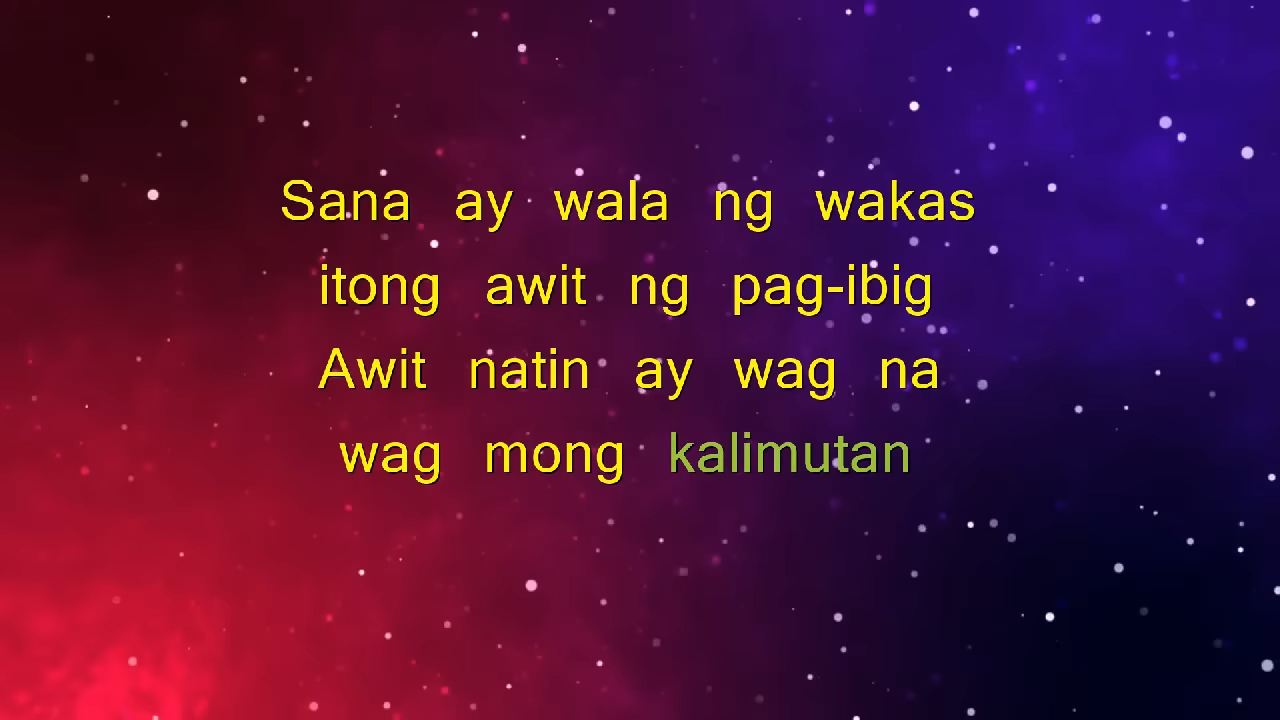 Sana ay wala ng wakas
itong awit ng pag-ibig
Awit natin ay wag na
wag mong kalimutan